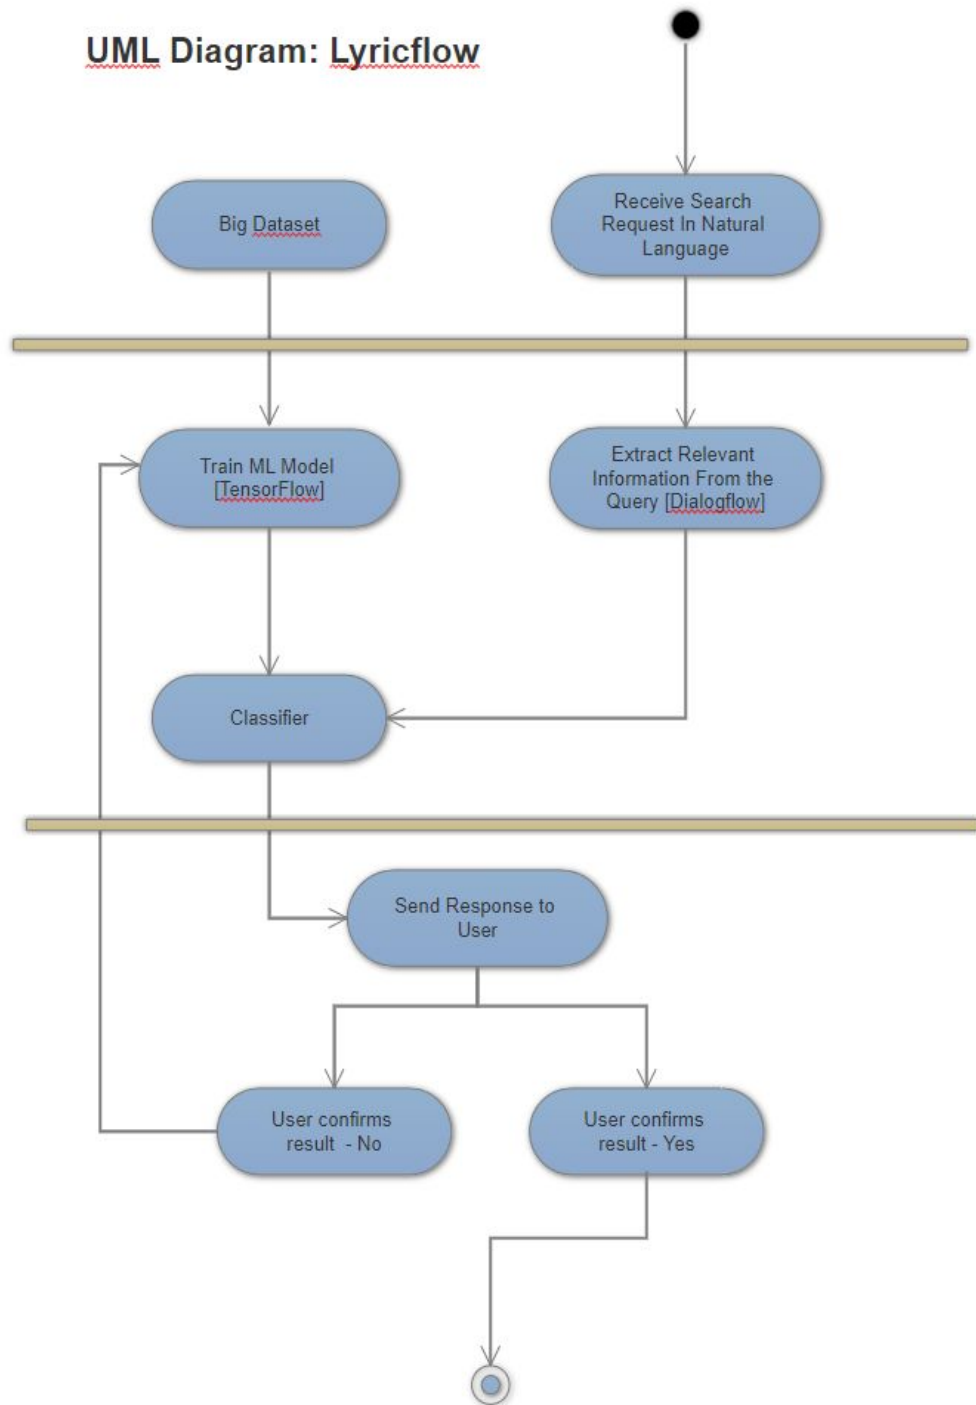 UML Diagram: Lyricflow
Big Dataset
Receive Search
Request In Natural
Language
Train ML Model
[TensorFlow]
Extract Relevant
Information From the
Query [Dialogflow]
Classifier
Send Response to
User
User confirms
result - No
User confirms
result - Yes